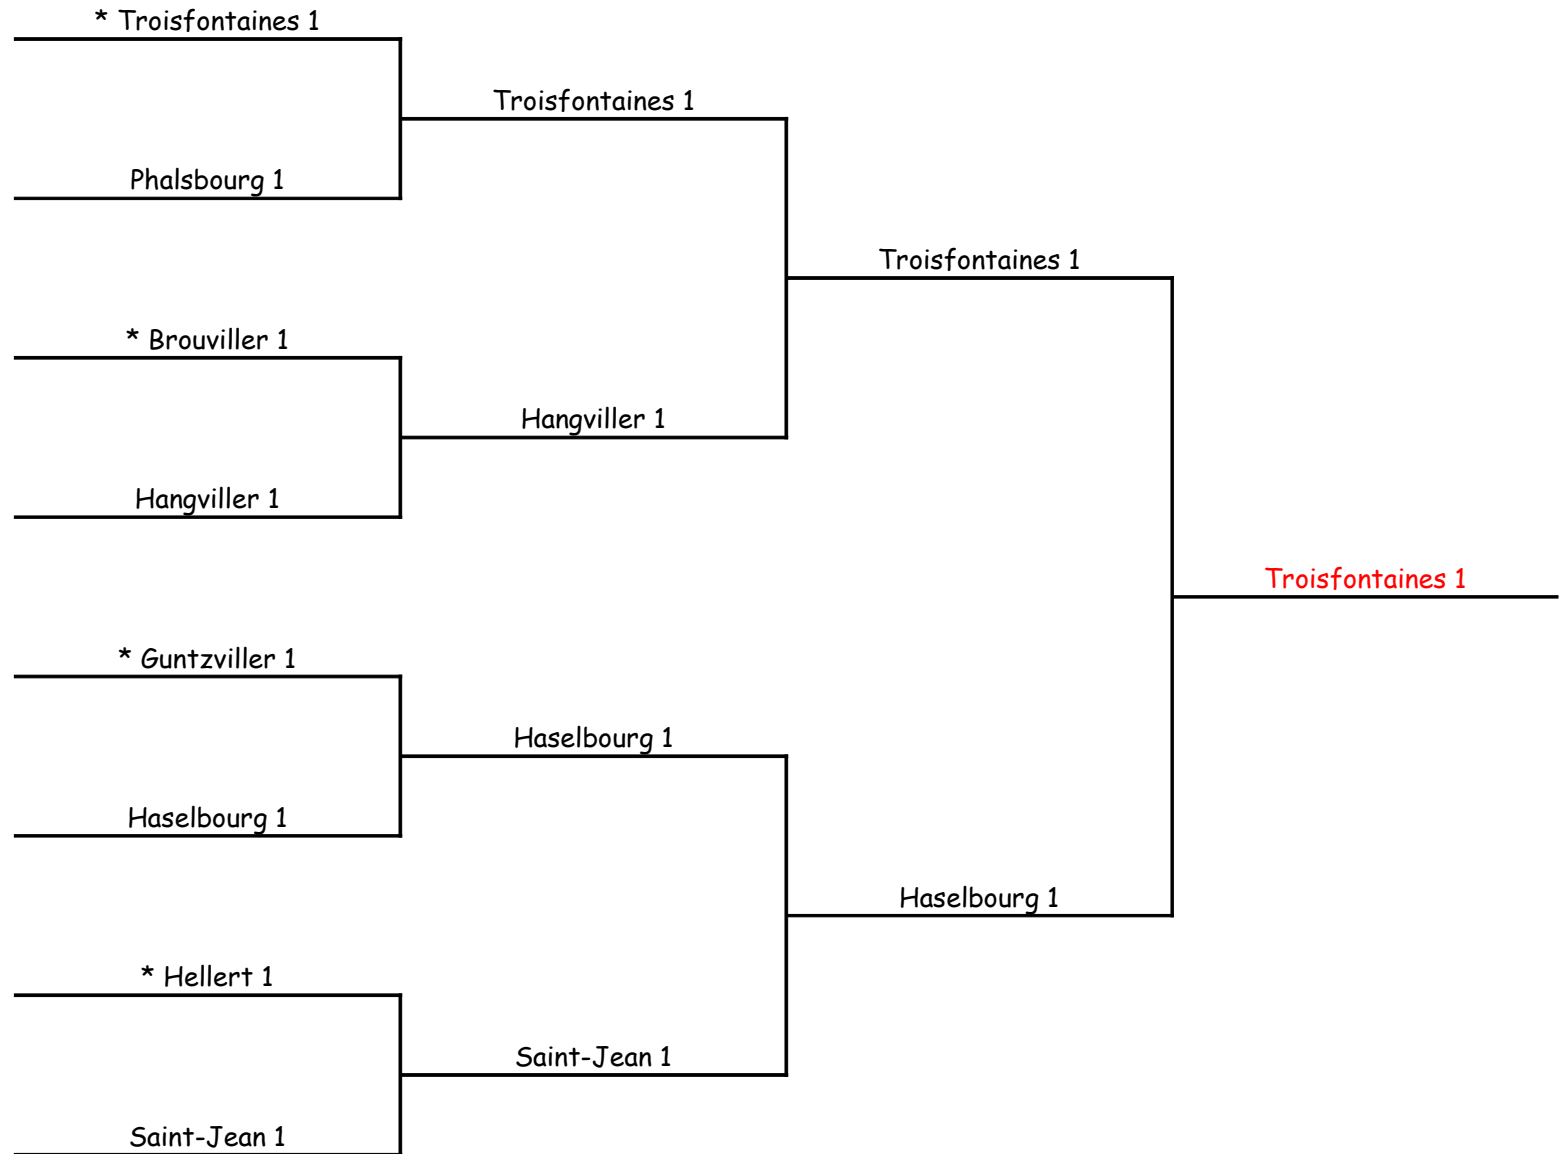 * Troisfontaines 1
Troisfontaines 1
Phalsbourg 1
Troisfontaines 1
* Brouviller 1
Hangviller 1
Hangviller 1
Troisfontaines 1
* Guntzviller 1
Haselbourg 1
Haselbourg 1
Haselbourg 1
* Hellert 1
Saint-Jean 1
Saint-Jean 1